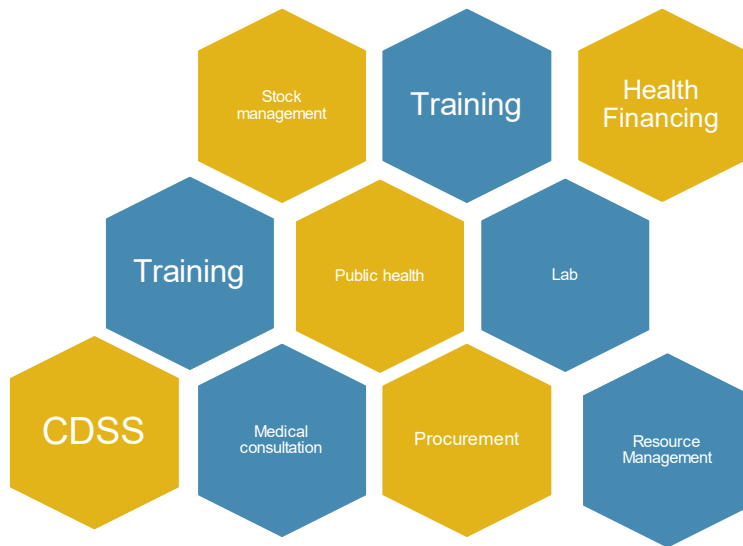 Stock
management
Training
Health
Financing
Training
Public health
Lab
CDSS
Medical
consultation
Procurement
Resource
Management